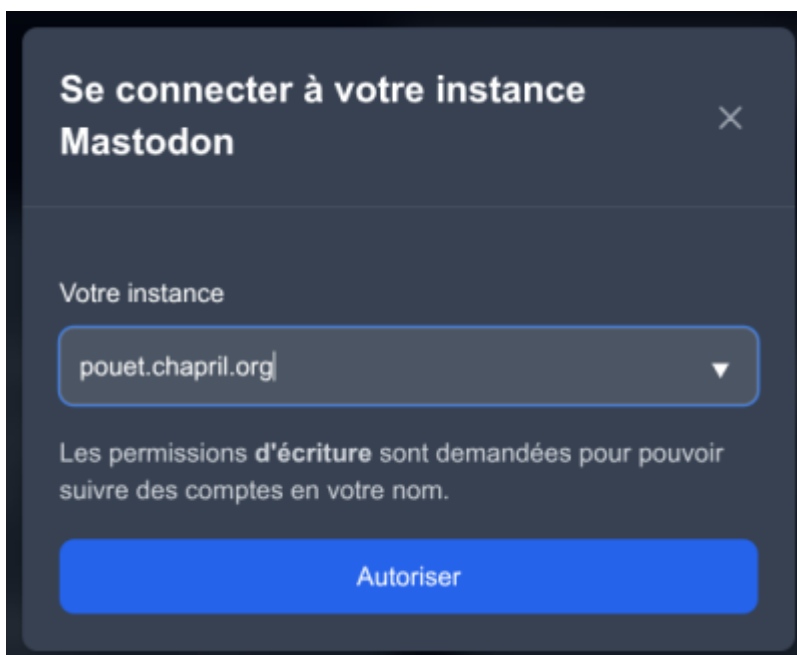 Se connecter à votre instance
Mastodon
Votre instance
pouet.chapril.org
Les permissions d'écriture sont demandées pour pouvoir
suivre des comptes en votre nom.
Autoriser